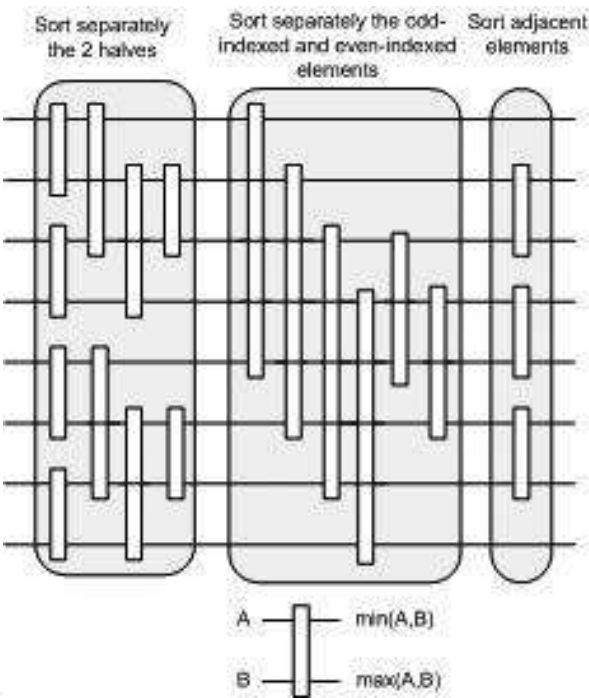 Sort separately
the 2 halves
Sort separately the odd-
indexed and even-indexed
elements
Sort adjacent
elements
A
min(A,B)
B
max(A,B)